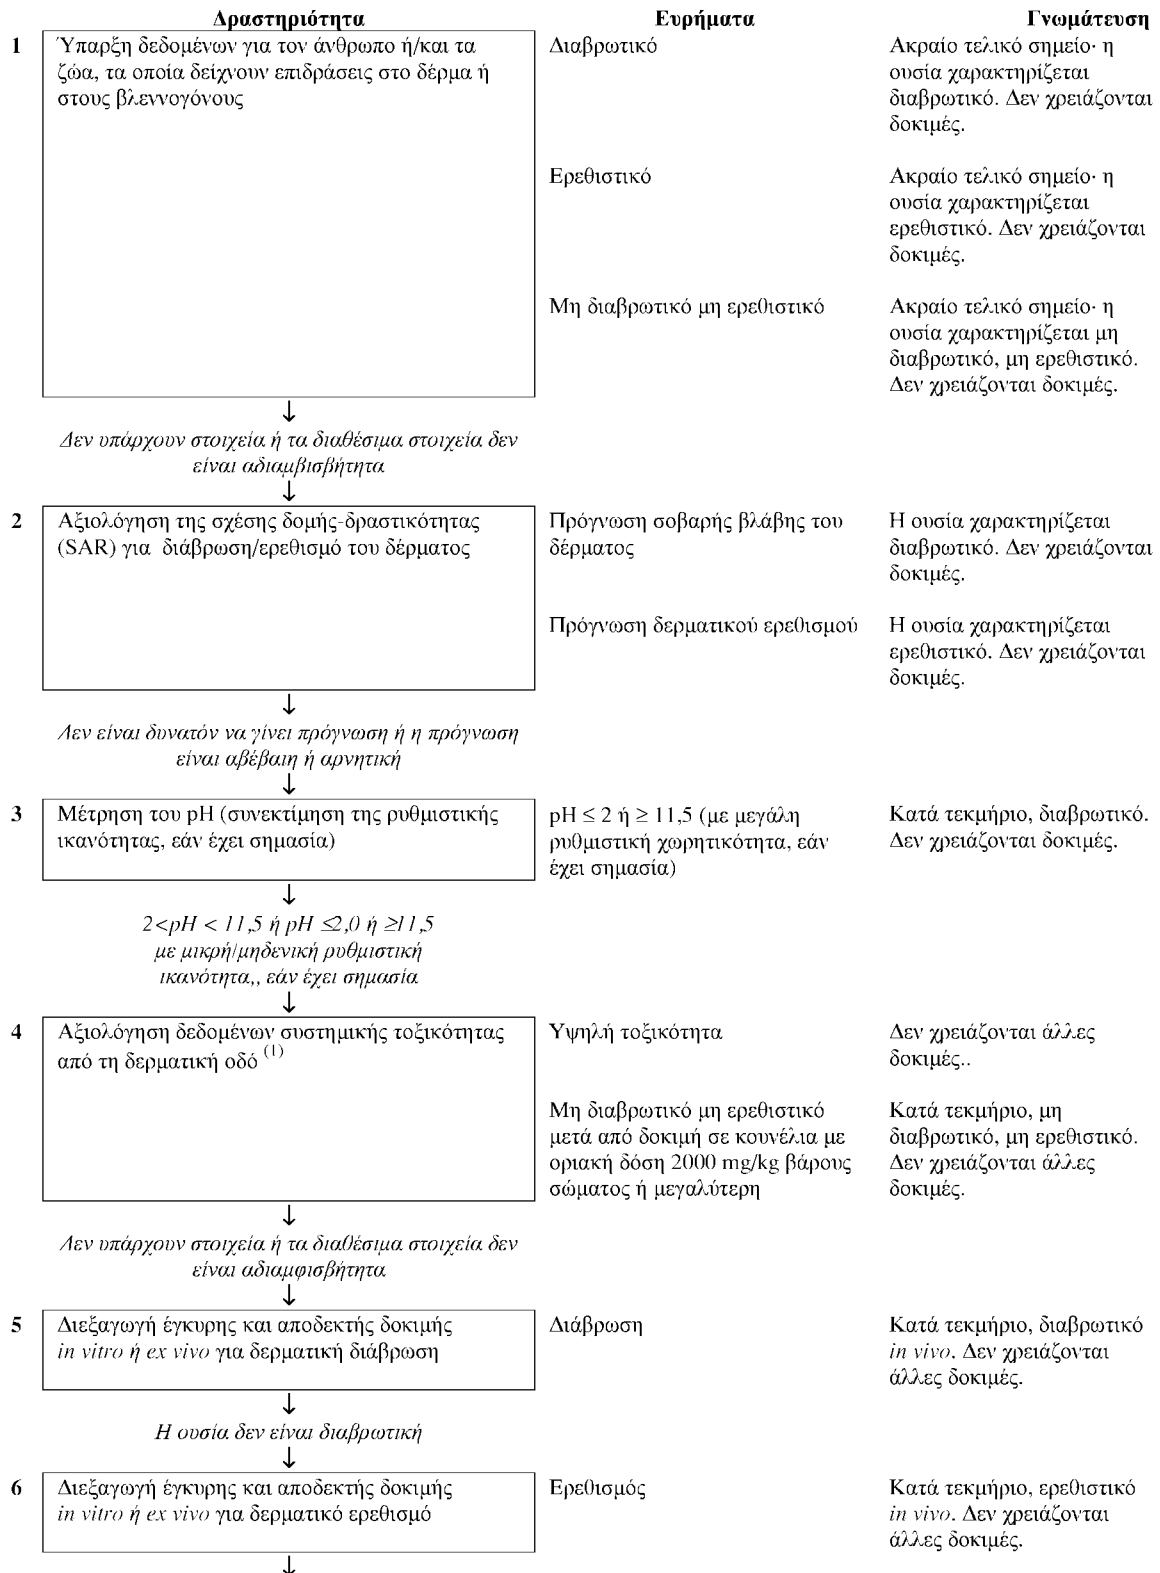 Δραστηριότητα Ευρήματα Γνωμάτευση
1 Ύπαρξη δεδομένων για τον άνθρωπο ή/και τα
ζώα, τα οποία δείχνουν επιδράσεις στο δέρμα ή
στους βλεννογόνους
Διαβρωτικό
Ακραίο τελικό σημείο· η
ουσία χαρακτηρίζεται
διαβρωτικό. Δεν χρειάζονται
δοκιμές.
Ερεθιστικό
Ακραίο τελικό σημείο· η
ουσία χαρακτηρίζεται
ερεθιστικό. Δεν χρειάζονται
δοκιμές.
Μη διαβρωτικό μη ερεθιστικό
Ακραίο τελικό σημείο· η
ουσία χαρακτηρίζεται μη
διαβρωτικό, μη ερεθιστικό.
Δεν χρειάζονται δοκιμές.
↓
Δεν υπάρχουν στοιχεία ή τα διαθέσιμα στοιχεία δεν
είναι αδιαμβισβήτητα
↓
2 Αξιολόγηση της σχέσης δομής-δραστικότητας
(SAR) για διάβρωση/ερεθισμό του δέρματος
Πρόγνωση σοβαρής βλάβης του
δέρματος
Η ουσία χαρακτηρίζεται
διαβρωτικό. Δεν χρειάζονται
δοκιμές.
Πρόγνωση δερματικού ερεθισμού
Η ουσία χαρακτηρίζεται
ερεθιστικό. Δεν χρειάζονται
δοκιμές.
↓
Δεν είναι δυνατόν να γίνει πρόγνωση ή η πρόγνωση
είναι αβέβαιη ή αρνητική
↓
3 Μέτρηση του pH (συνεκτίμηση της ρυθμιστικής
ικανότητας, εάν έχει σημασία)
pH ≤ 2 ή ≥ 11,5 (με μεγάλη
ρυθμιστική χωρητικότητα, εάν
έχει σημασία)
Κατά τεκμήριο, διαβρωτικό.
Δεν χρειάζονται δοκιμές.
↓
2<pH < 11,5 ή pH ≤2,0 ή ≥11,5
με μικρή/μηδενική ρυθμιστική
ικανότητα,, εάν έχει σημασία
↓
4 Αξιολόγηση δεδομένων συστημικής τοξικότητας
από τη δερματική οδό (1)
Υψηλή τοξικότητα
Δεν χρειάζονται άλλες
δοκιμές..
Μη διαβρωτικό μη ερεθιστικό
μετά από δοκιμή σε κουνέλια με
οριακή δόση 2000 mg/kg βάρους
σώματος ή μεγαλύτερη
Κατά τεκμήριο, μη
διαβρωτικό, μη ερεθιστικό.
Δεν χρειάζονται άλλες
δοκιμές.
↓
Δεν υπάρχουν στοιχεία ή τα διαθέσιμα στοιχεία δεν
είναι αδιαμφισβήτητα
↓
5 Διεξαγωγή έγκυρης και αποδεκτής δοκιμής
in vitro ή ex vivo για δερματική διάβρωση
Διάβρωση
Κατά τεκμήριο, διαβρωτικό
in vivo. Δεν χρειάζονται
άλλες δοκιμές.
↓
Η ουσία δεν είναι διαβρωτική
↓
6 Διεξαγωγή έγκυρης και αποδεκτής δοκιμής
in vitro ή ex vivo για δερματικό ερεθισμό
Ερεθισμός
Κατά τεκμήριο, ερεθιστικό
in vivo. Δεν χρειάζονται
άλλες δοκιμές.
↓